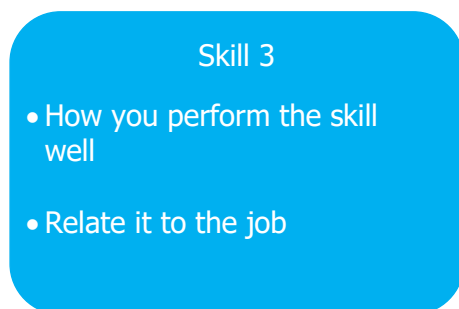 Skill 3
• How you perform the skill
well
• Relate it to the job